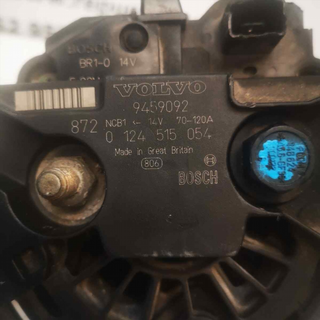 BOSCH
BR1-0 14V
VOLVO
9459092
872 NCB1 ← 14V 70-120A
0 124 515 054
Made in Great Britain
806
BOSCH